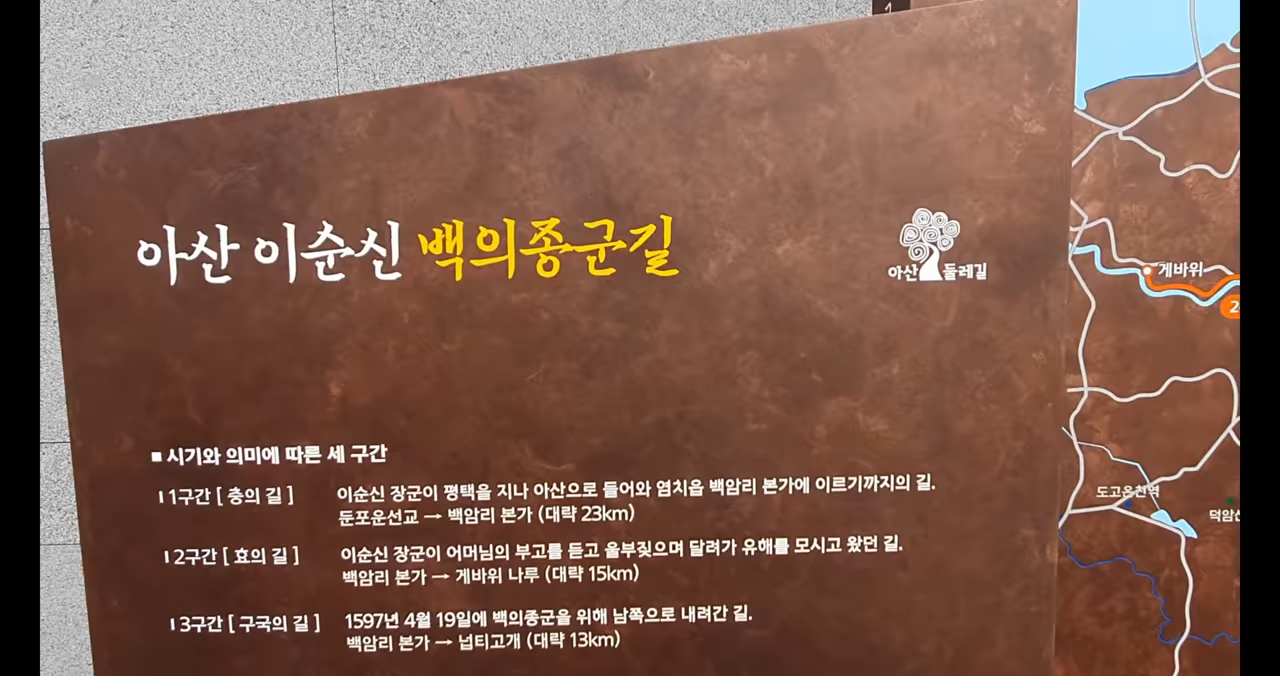 아산 이순신 백의종군길
아산 둘레길
■ 시기와 의미에 따른 세 구간
1구간 [ 충의 길 ] 이순신 장군이 평택을 지나 아산으로 들어와 염치읍 백암리 본가에 이르기까지의 길.
둔포운선교 → 백암리 본가 (대략 23km)
2구간 [ 효의 길 ] 이순신 장군이 어머님의 부고를 듣고 울부짖으며 달려가 유해를 모시고 왔던 길.
백암리 본가 → 게바위 나루 (대략 15km)
3구간 [ 구국의 길 ] 1597년 4월 19일에 백의종군을 위해 남쪽으로 내려간 길.
백암리 본가 → 넙티고개 (대략 13km)
게바위
2
도고온천역
덕암산